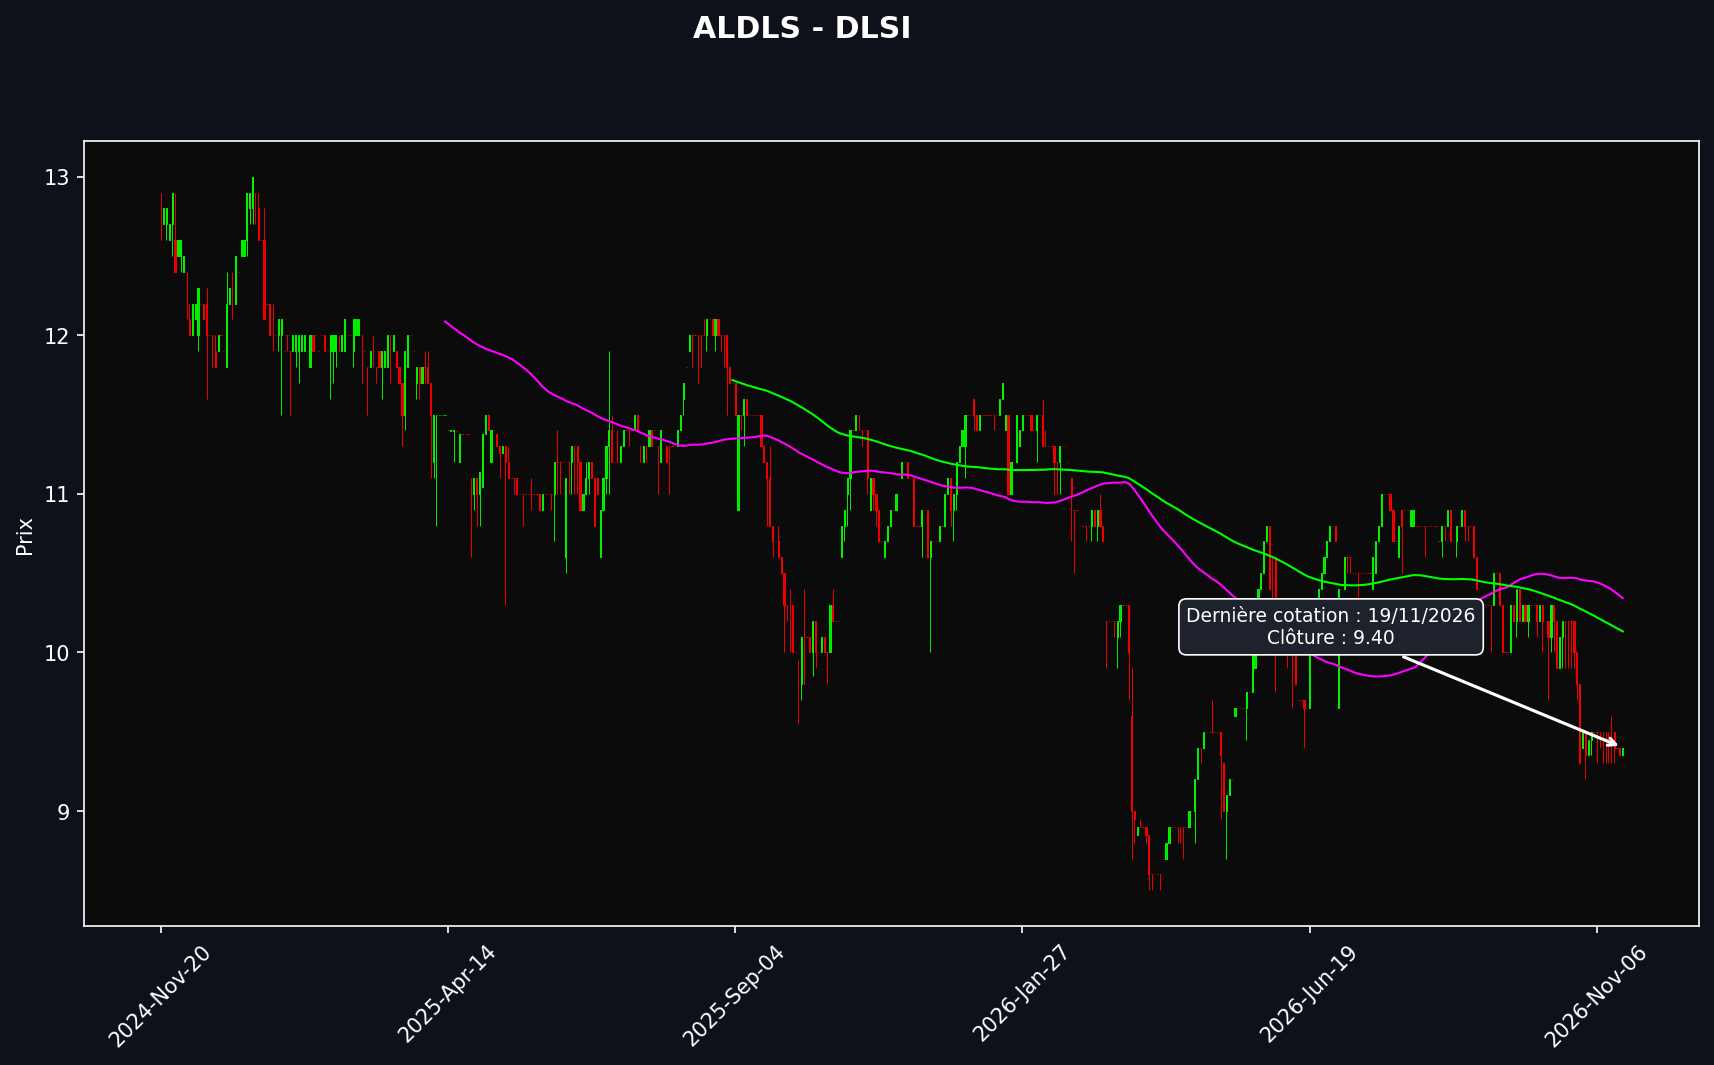 ALDLS - DLSI
Prix
13
12
11
10
9
Dernière cotation : 19/11/2026
Clôture : 9.40
2024-Nov-20
2025-Apr-14
2025-Sep-04
2026-Jan-27
2026-Jun-19
2026-Nov-06